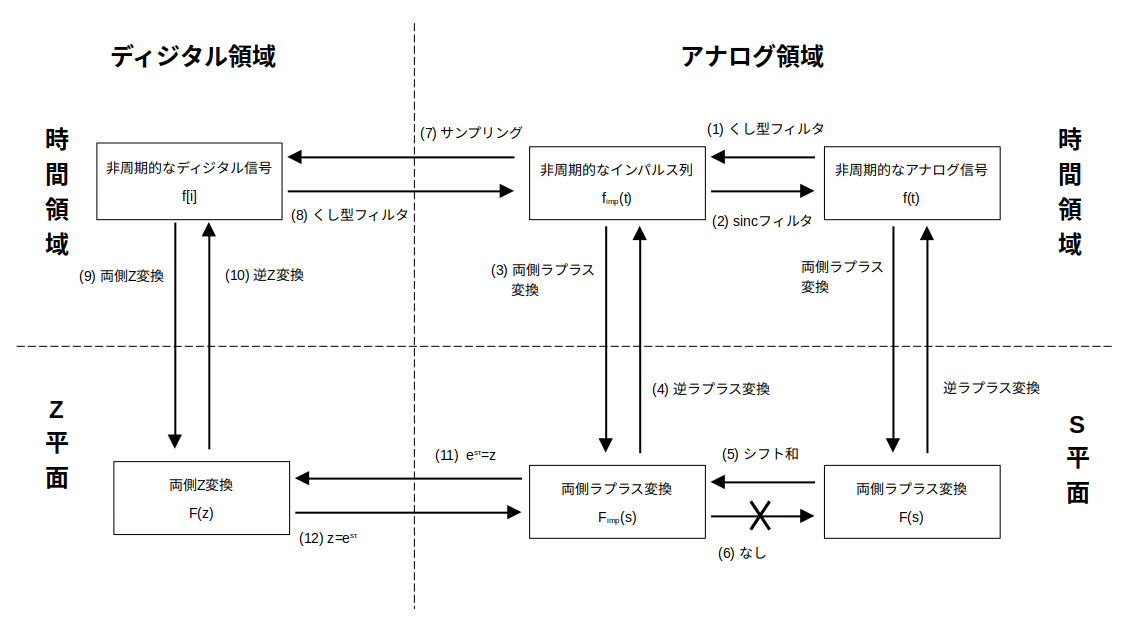 ディジタル領域
アナログ領域
時間領域
時間領域
(7) サンプリング
(1) くし型フィルタ
非周期的なディジタル信号
f[i]
非周期的なインパルス列
fimp(t)
非周期的なアナログ信号
f(t)
(8) くし型フィルタ
(2) sincフィルタ
(9) 両側Z変換
(10) 逆Z変換
(3) 両側ラプラス
変換
両側ラプラス
変換
(4) 逆ラプラス変換
逆ラプラス変換
Z平面
S平面
(11) esτ=z
(5) シフト和
両側Z変換
F(z)
両側ラプラス変換
Fimp(s)
両側ラプラス変換
F(s)
(12) z=esτ
(6) なし